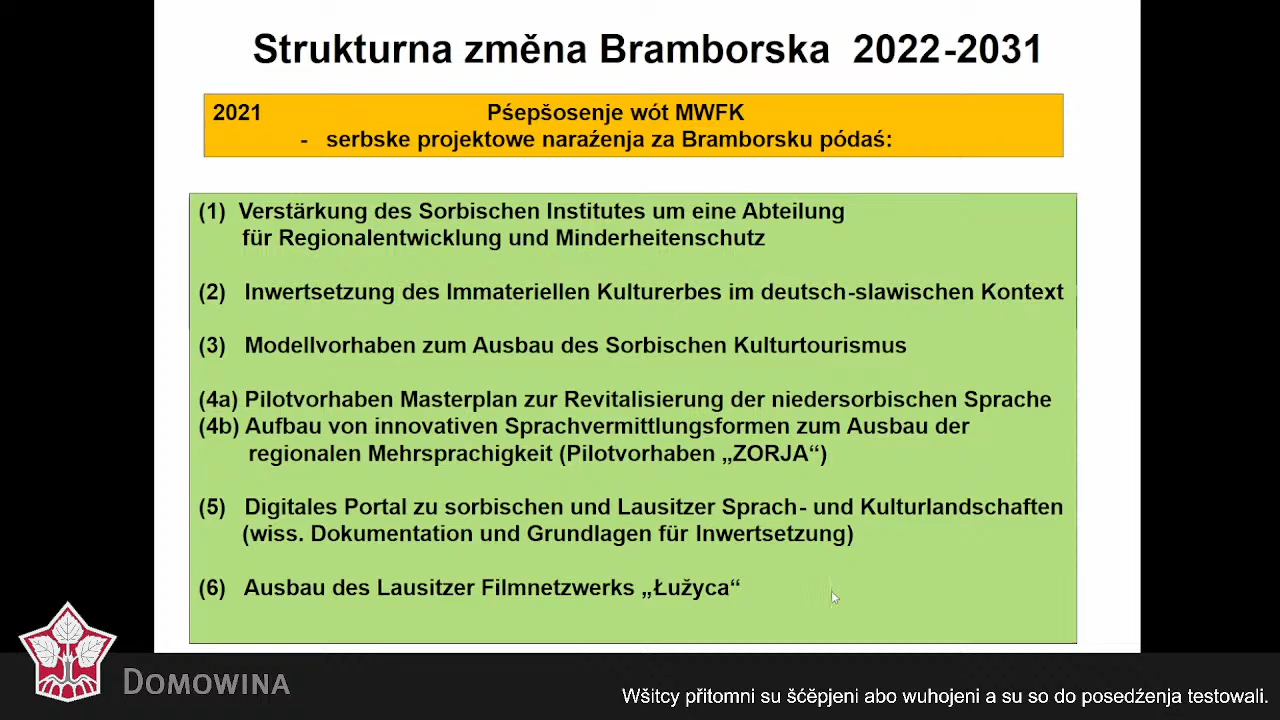 Strukturna změna Bramborska 2022-2031
2021 Pśepšosenje wót MWFK
- serbske projektowe naraźenja za Bramborsku pódaś:
(1) Verstärkung des Sorbischen Institutes um eine Abteilung
für Regionalentwicklung und Minderheitenschutz
(2) Inwertsetzung des Immateriellen Kulturerbes im deutsch-slawischen Kontext
(3) Modellvorhaben zum Ausbau des Sorbischen Kulturtourismus
(4a) Pilotvorhaben Masterplan zur Revitalisierung der niedersorbischen Sprache
(4b) Aufbau von innovativen Sprachvermittlungsformen zum Ausbau der
regionalen Mehrsprachigkeit (Pilotvorhaben „ZORJA“)
(5) Digitales Portal zu sorbischen und Lausitzer Sprach- und Kulturlandschaften
(wiss. Dokumentation und Grundlagen für Inwertsetzung)
(6) Ausbau des Lausitzer Filmnetzwerks „Łužyca“
DOMOWINA
Wšitcy přitomni su šćěpjeni abo wuhojeni a su so do posedźenja testowali.